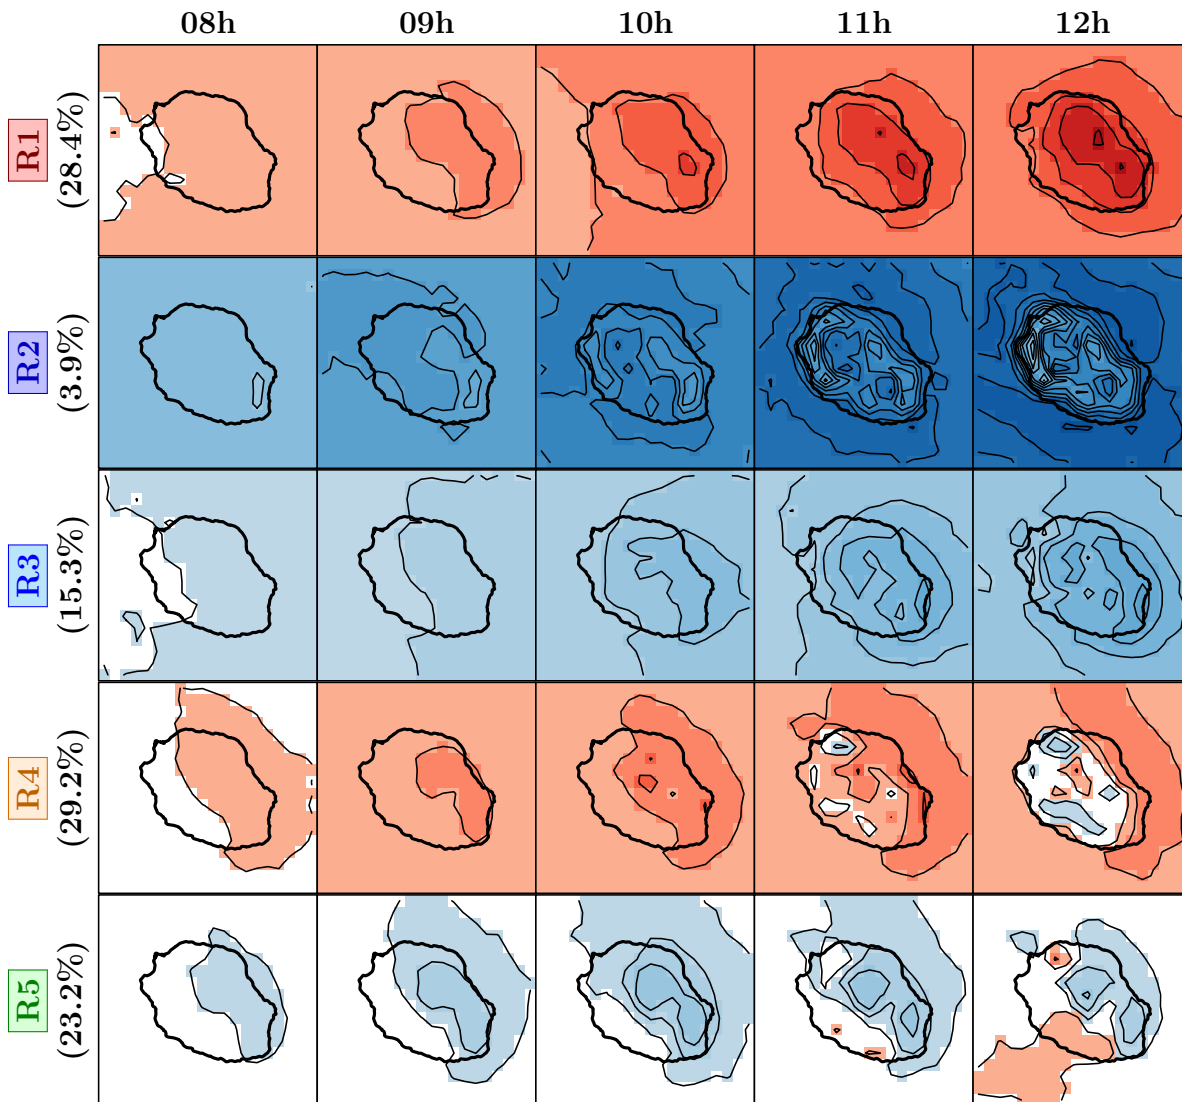 08h 09h 10h 11h 12h
R1
(28.4%)
R2
(3.9%)
R3
(15.3%)
R4
(29.2%)
R5
(23.2%)